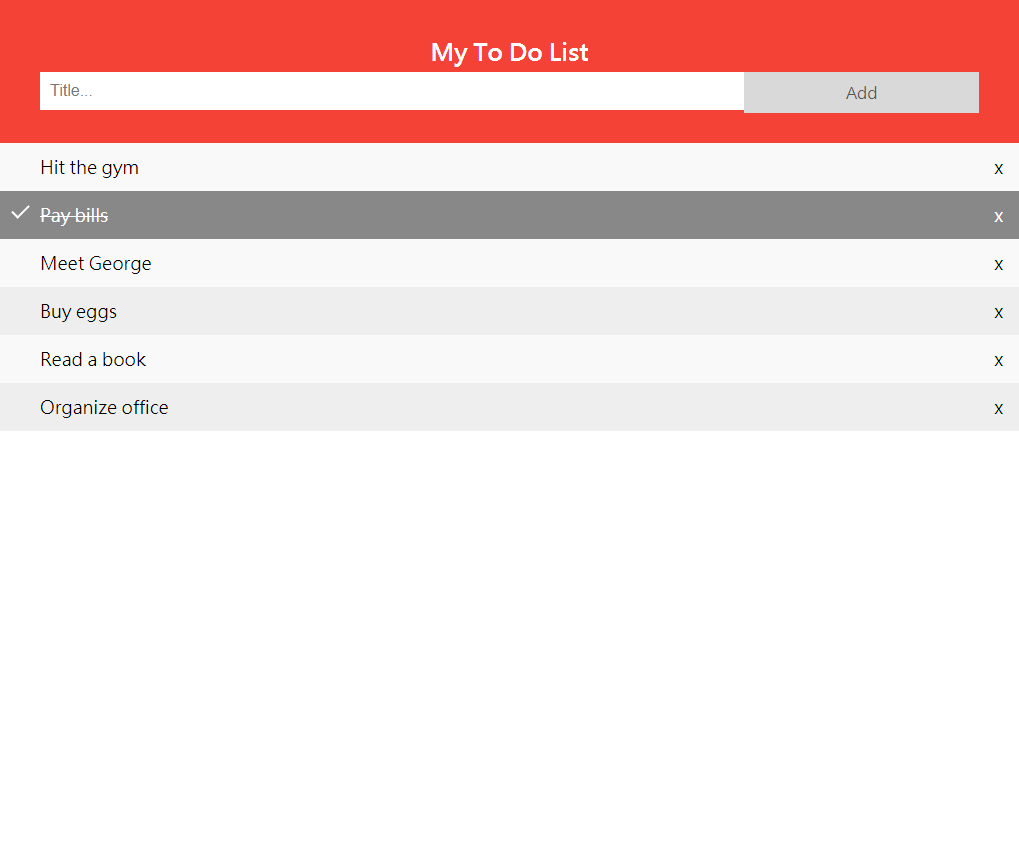 My To Do List
Title... Add
Hit the gym x
Pay bills x
Meet George x
Buy eggs x
Read a book x
Organize office x